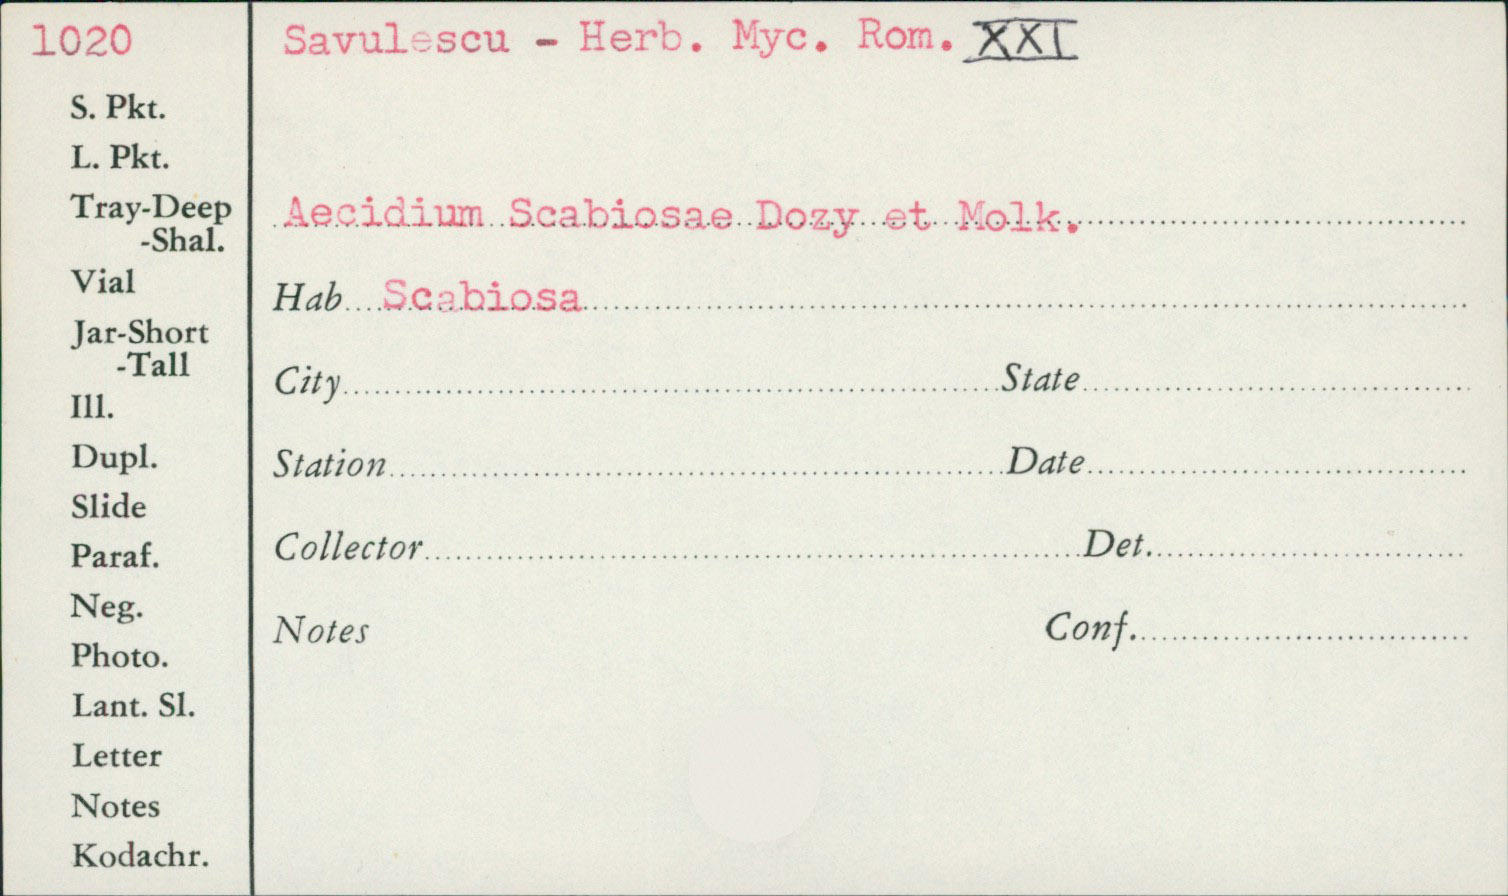 1020
Savulescu - Herb. Myc. Rom. XXI
S. Pkt.
L. Pkt.
Tray-Deep
-Shal.
Vial
Jar-Short
-Tall
Ill.
Dupl.
Slide
Paraf.
Neg.
Photo.
Lant. Sl.
Letter
Notes
Kodachr.
Aecidium Scabiosae Dozy et Molk.
Hab Scabiosa
City State
Station Date
Collector Det.
Notes Conf.